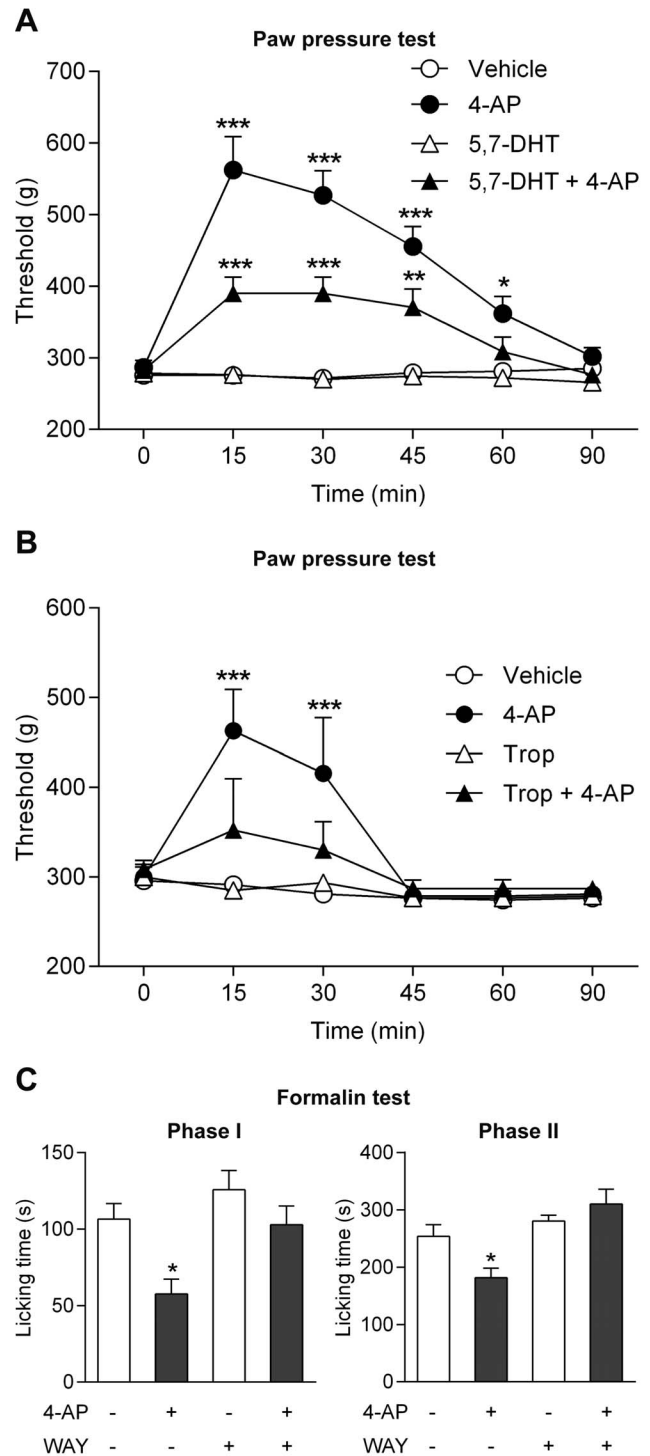 A
Paw pressure test
700
600
500
400
300
200
Threshold (g)
Vehicle
4-AP
5,7-DHT
5,7-DHT + 4-AP
***
***
***
*
***
***
**
0 15 30 45 60 90
Time (min)
B
Paw pressure test
600
500
400
300
200
Threshold (g)
Vehicle
4-AP
Trop
Trop + 4-AP
***
***
0 15 30 45 60 90
Time (min)
C
Formalin test
Phase I
150
100
50
0
Licking time (s)
*
4-AP - + - +
WAY - - + +
Phase II
400
300
200
100
0
Licking time (s)
*
4-AP - + - +
WAY - - + +